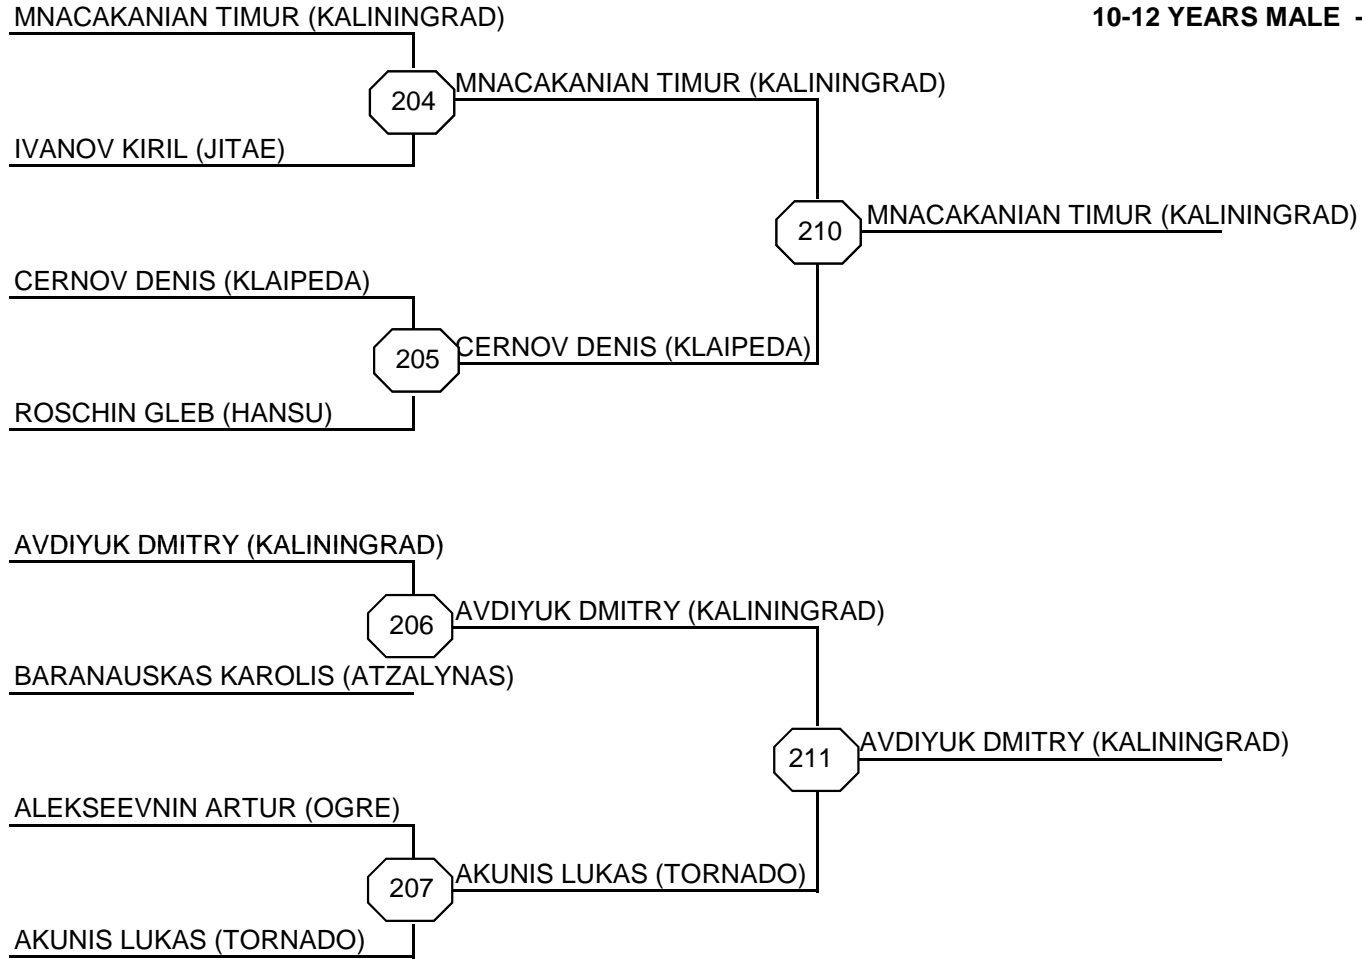 MNACAKANIAN TIMUR (KALININGRAD)
10-12 YEARS MALE -
204
MNACAKANIAN TIMUR (KALININGRAD)
IVANOV KIRIL (JITAE)
210
MNACAKANIAN TIMUR (KALININGRAD)
CERNOV DENIS (KLAIPEDA)
205
CERNOV DENIS (KLAIPEDA)
ROSCHIN GLEB (HANSU)
AVDIYUK DMITRY (KALININGRAD)
206
AVDIYUK DMITRY (KALININGRAD)
BARANAUSKAS KAROLIS (ATZALYNAS)
211
AVDIYUK DMITRY (KALININGRAD)
ALEKSEEVNIN ARTUR (OGRE)
207
AKUNIS LUKAS (TORNADO)
AKUNIS LUKAS (TORNADO)